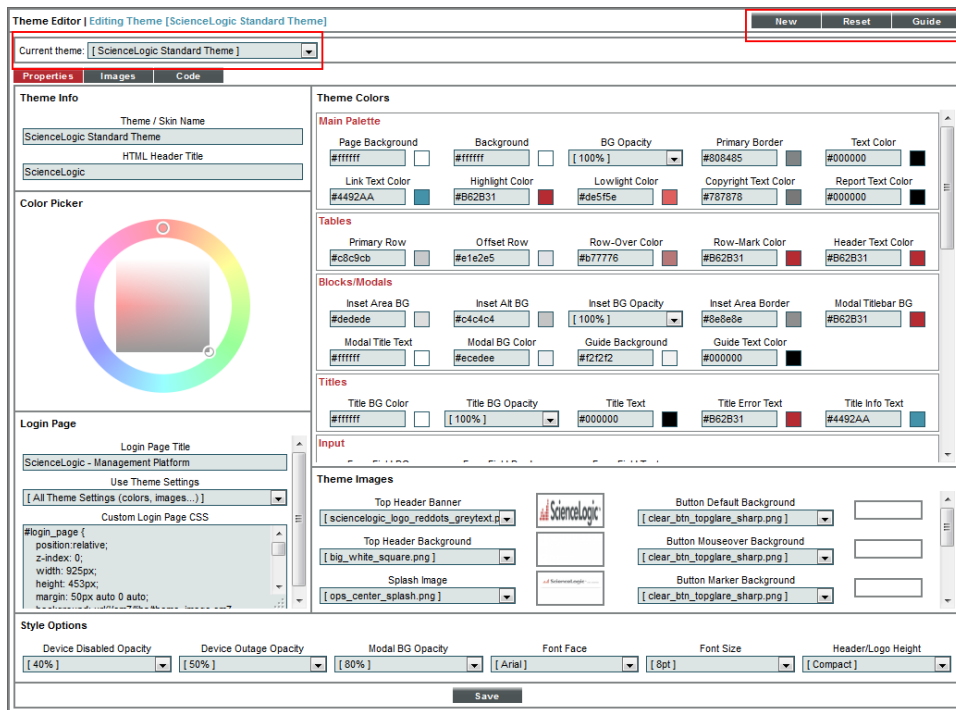 Theme Editor | Editing Theme [ScienceLogic Standard Theme]
New Reset Guide
Current theme: [ ScienceLogic Standard Theme ]
Properties Images Code
Theme Info
Theme / Skin Name
ScienceLogic Standard Theme
HTML Header Title
ScienceLogic
Color Picker
Login Page
Login Page Title
ScienceLogic - Management Platform
Use Theme Settings
[ All Theme Settings (colors, images...) ]
Custom Login Page CSS
#login_page {
position:relative;
z-index: 0;
width: 925px;
height: 453px;
margin: 50px auto 0 auto;
Theme Colors
Main Palette
Page Background Background BG Opacity Primary Border Text Color
#ffffff #ffffff [ 100% ] #808485 #000000
Link Text Color Highlight Color Lowlight Color Copyright Text Color Report Text Color
#4492AA #B62B31 #de5f5e #787878 #000000
Tables
Primary Row Offset Row Row-Over Color Row-Mark Color Header Text Color
#c8c9cb #e1e2e5 #b77776 #B62B31 #B62B31
Blocks/Modals
Inset Area BG Inset Alt BG Inset BG Opacity Inset Area Border Modal Titlebar BG
#dedede #c4c4c4 [ 100% ] #8e8e8e #B62B31
Modal Title Text Modal BG Color Guide Background Guide Text Color
#ffffff #ecedee #f2f2f2 #000000
Titles
Title BG Color Title BG Opacity Title Text Title Error Text Title Info Text
#ffffff [ 100% ] #000000 #B62B31 #4492AA
Input
Theme Images
Top Header Banner Button Default Background
[ sciencelogic_logo_reddots_greytext.p ScienceLogic [ clear_btn_topglare_sharp.png ]
Top Header Background Button Mouseover Background
[ big_white_square.png ] [ clear_btn_topglare_sharp.png ]
Splash Image Button Marker Background
[ ops_center_splash.png ] ScienceLogic [ clear_btn_topglare_sharp.png ]
Style Options
Device Disabled Opacity Device Outage Opacity Modal BG Opacity Font Face Font Size Header/Logo Height
[ 40% ] [ 50% ] [ 80% ] [ Arial ] [ 8pt ] [ Compact ]
Save